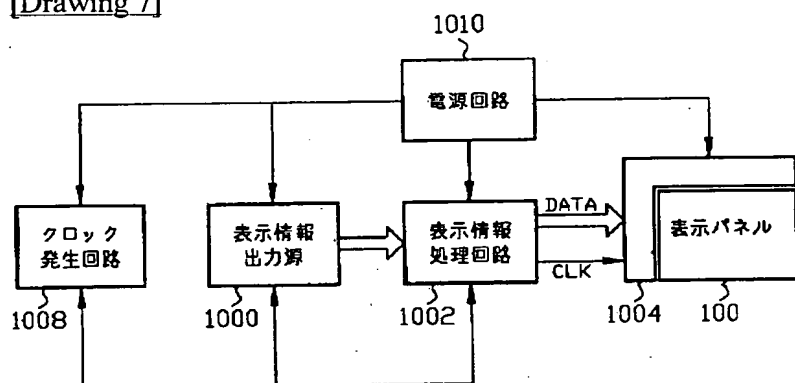 [Drawing 7]
1010
電源回路
クロック
発生回路
表示情報
出力源
表示情報
処理回路
DATA
CLK
表示パネル
1008
1000
1002
1004
100